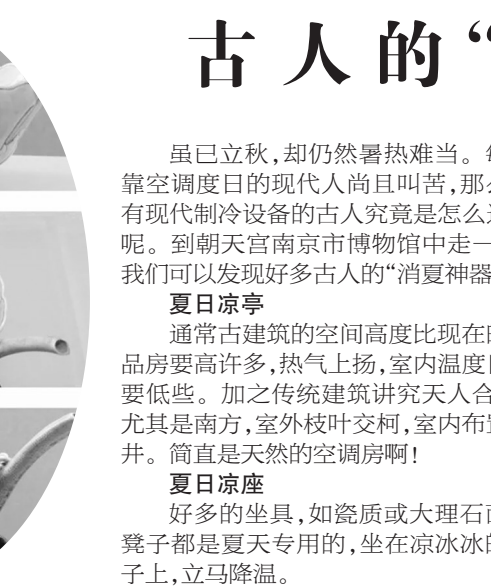 古人的“
虽已立秋,却仍然暑热难当。
靠空调度日的现代人尚且叫苦,那
有现代制冷设备的古人究竟是怎么
呢。到朝天宫南京市博物馆中走一
我们可以发现好多古人的“消夏神器
夏日凉亭
通常古建筑的空间高度比现在
品房要高许多,热气上扬,室内温度
要低些。加之传统建筑讲究天人合
尤其是南方,室外枝叶交柯,室内布
井。简直是天然的空调房啊!
夏日凉座
好多的坐具,如瓷质或大理石
凳子都是夏天专用的,坐在凉冰冰
子上,立马降温。